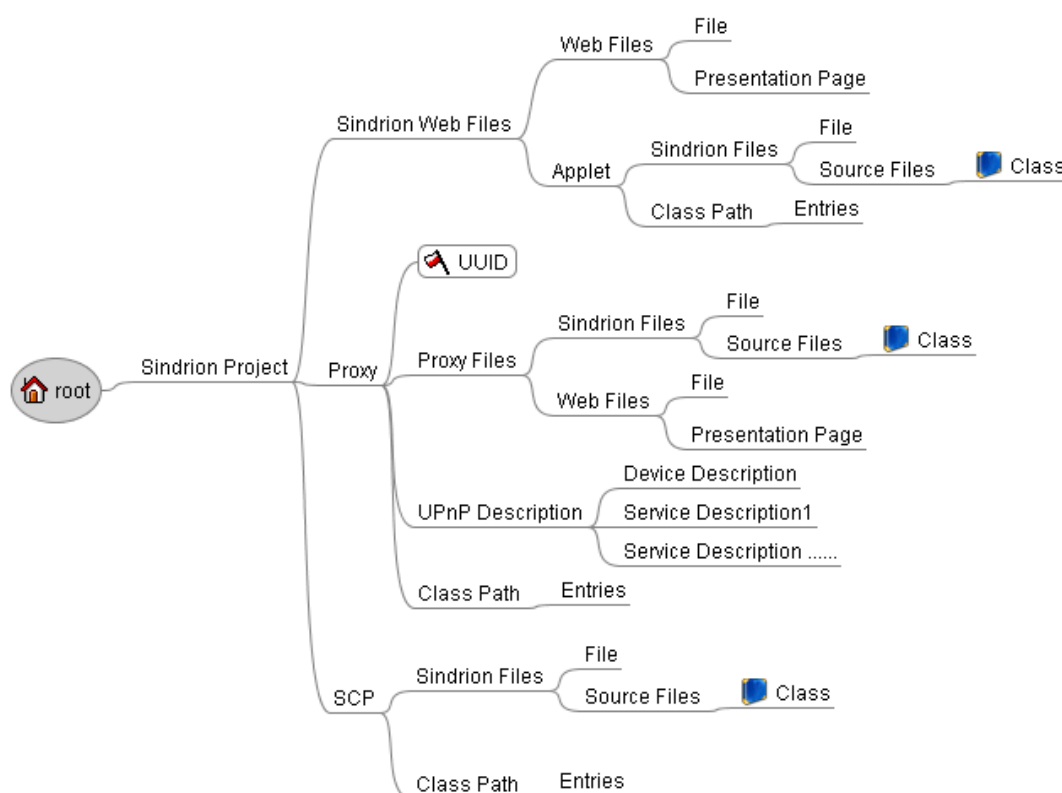 File
Web Files
Presentation Page
Sindrion Web Files
File
Sindrion Files
Applet
Source Files
Class
Class Path
Entries
UUID
File
Sindrion Files
Source Files
Class
Sindrion Project
Proxy
Proxy Files
root
File
Web Files
Presentation Page
Device Description
UPnP Description
Service Description1
Service Description ......
Class Path
Entries
File
Sindrion Files
SCP
Source Files
Class
Class Path
Entries